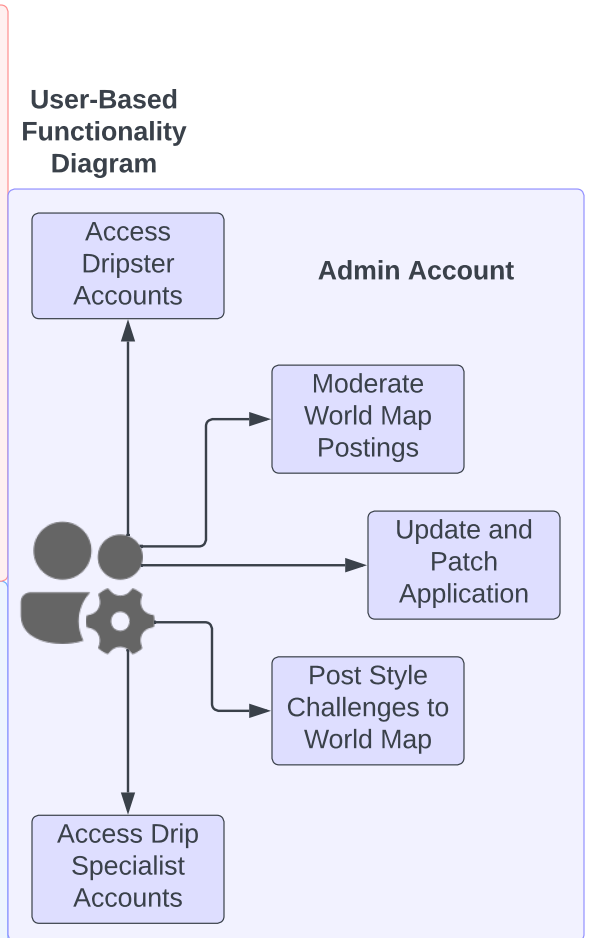 User-Based
Functionality
Diagram
Access
Dripster
Accounts
Admin Account
Moderate
World Map
Postings
Update and
Patch
Application
Post Style
Challenges to
World Map
Access Drip
Specialist
Accounts